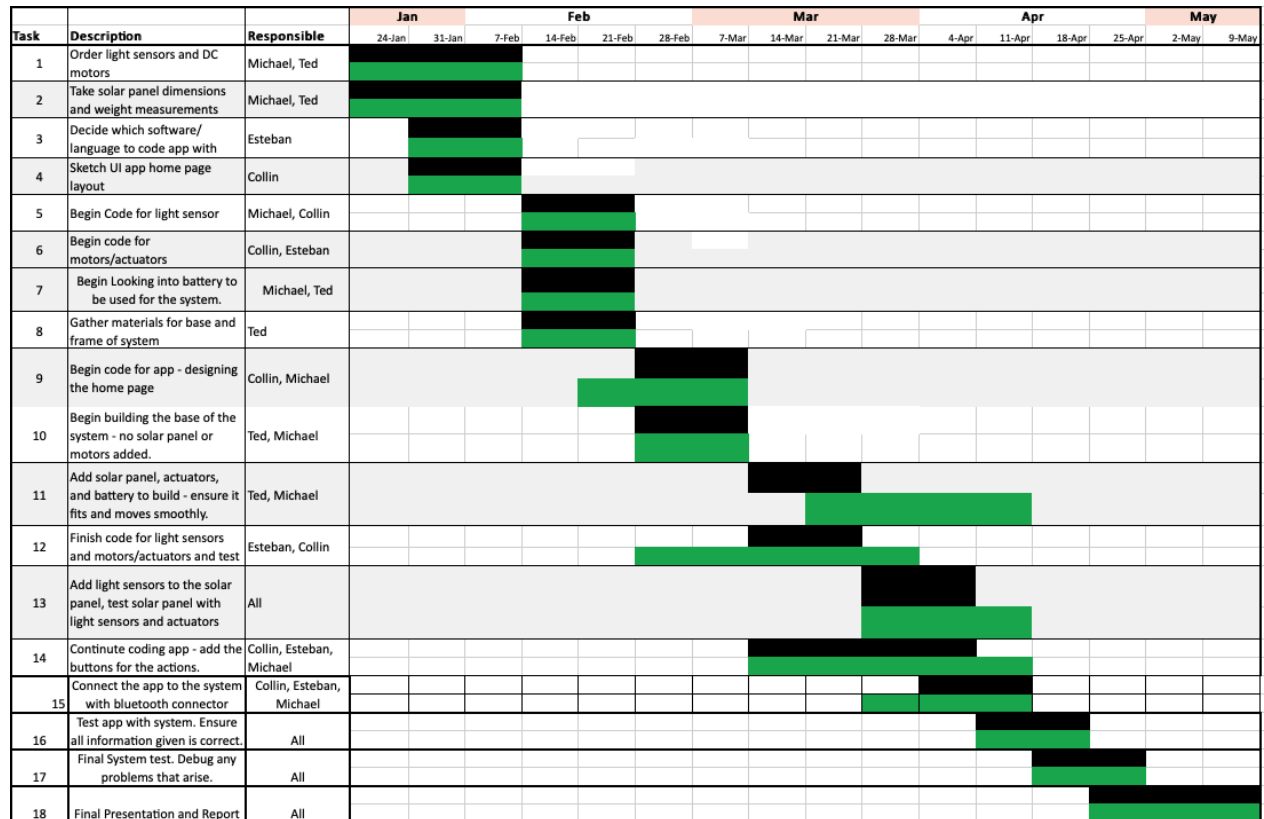 Jan Feb Mar Apr May
Task Description Responsible 24-Jan 31-Jan 7-Feb 14-Feb 21-Feb 28-Feb 7-Mar 14-Mar 21-Mar 28-Mar 4-Apr 11-Apr 18-Apr 25-Apr 2-May 9-May
1 Order light sensors and DC
motors
Michael, Ted
2 Take solar panel dimensions
and weight measurements
Michael, Ted
3 Decide which software/
language to code app with
Esteban
4 Sketch UI app home page
layout
Collin
5 Begin Code for light sensor Michael, Collin
6 Begin code for
motors/actuators
Collin, Esteban
7 Begin Looking into battery to
be used for the system.
Michael, Ted
8 Gather materials for base and
frame of system
Ted
9 Begin code for app - designing
the home page
Collin, Michael
10 Begin building the base of the
system - no solar panel or
motors added.
Ted, Michael
11 Add solar panel, actuators,
and battery to build - ensure it
fits and moves smoothly.
Ted, Michael
12 Finish code for light sensors
and motors/actuators and test
Esteban, Collin
13 Add light sensors to the solar
panel, test solar panel with
light sensors and actuators
All
14 Continute coding app - add the
buttons for the actions.
Collin, Esteban,
Michael
15 Connect the app to the system
with bluetooth connector
Collin, Esteban,
Michael
16 Test app with system. Ensure
all information given is correct.
All
17 Final System test. Debug any
problems that arise.
All
18 Final Presentation and Report All